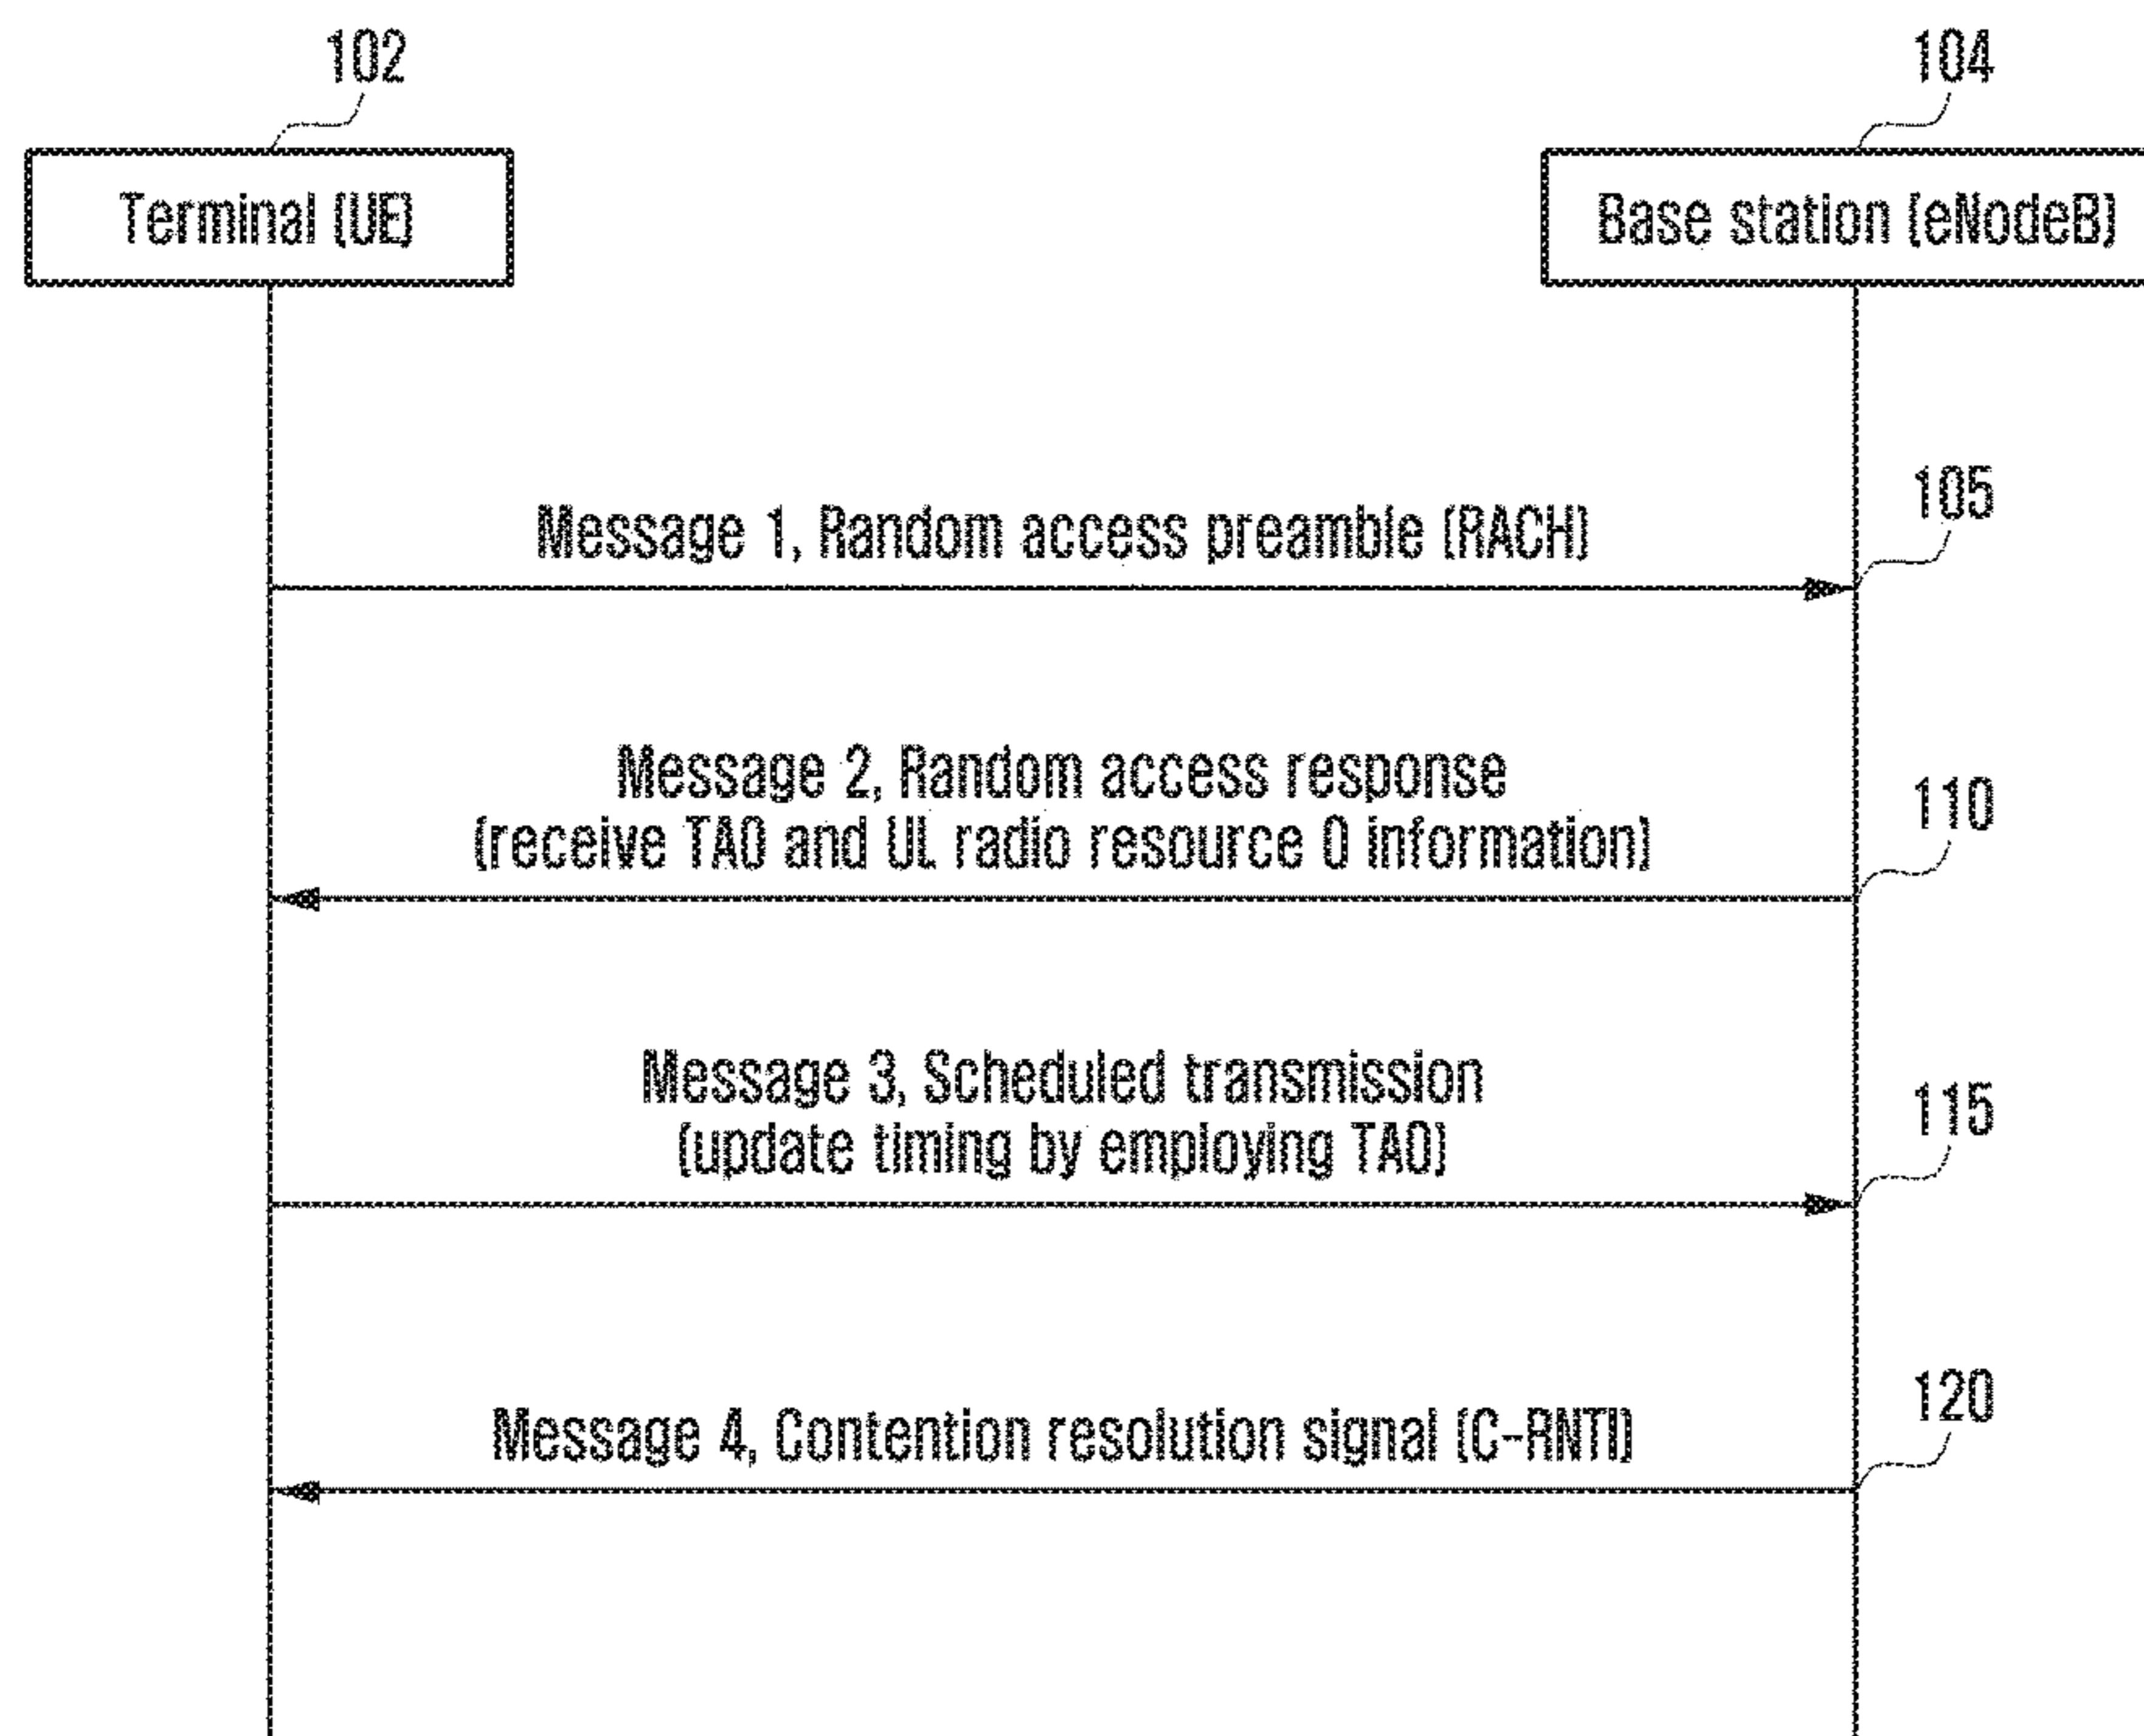 102
104
Terminal (UE)
Base station (eNodeB)
105
Message 1, Random access preamble (RACH)
Message 2, Random access response
110
(receive TA0 and UL radio resource 0 information)
Message 3, Scheduled transmission
115
(update timing by employing TA0)
120
Message 4, Contention resolution signal (C-RNTI)